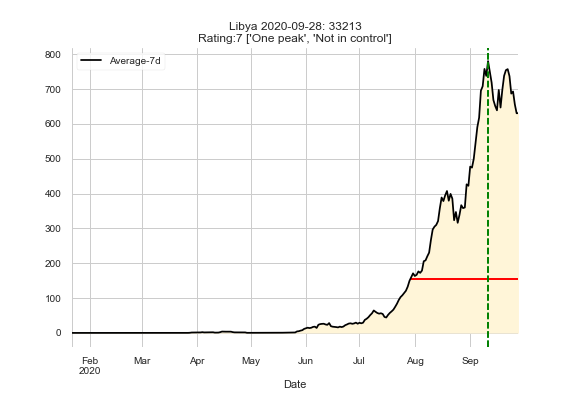 Libya 2020-09-28: 33213
Rating:7 ['One peak', 'Not in control']
Average-7d
800
700
600
500
400
300
200
100
0
Feb Mar Apr May Jun Jul Aug Sep
2020
Date